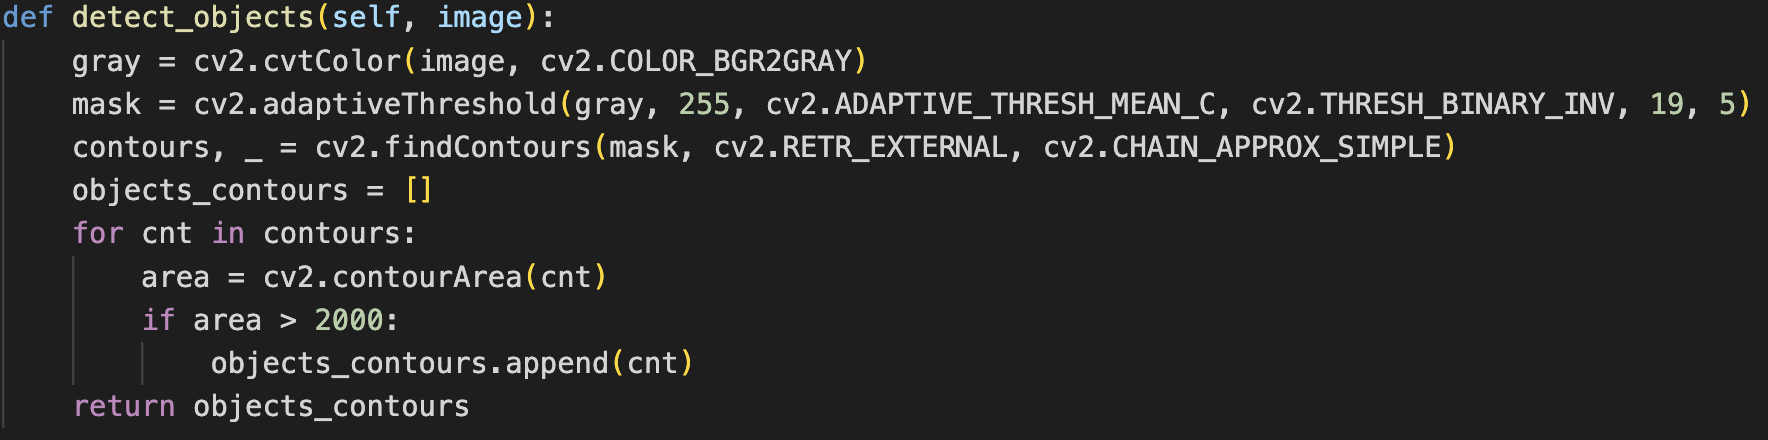 def detect_objects(self, image):
    gray = cv2.cvtColor(image, cv2.COLOR_BGR2GRAY)
    mask = cv2.adaptiveThreshold(gray, 255, cv2.ADAPTIVE_THRESH_MEAN_C, cv2.THRESH_BINARY_INV, 19, 5)
    contours, _ = cv2.findContours(mask, cv2.RETR_EXTERNAL, cv2.CHAIN_APPROX_SIMPLE)
    objects_contours = []
    for cnt in contours:
        area = cv2.contourArea(cnt)
        if area > 2000:
            objects_contours.append(cnt)
    return objects_contours